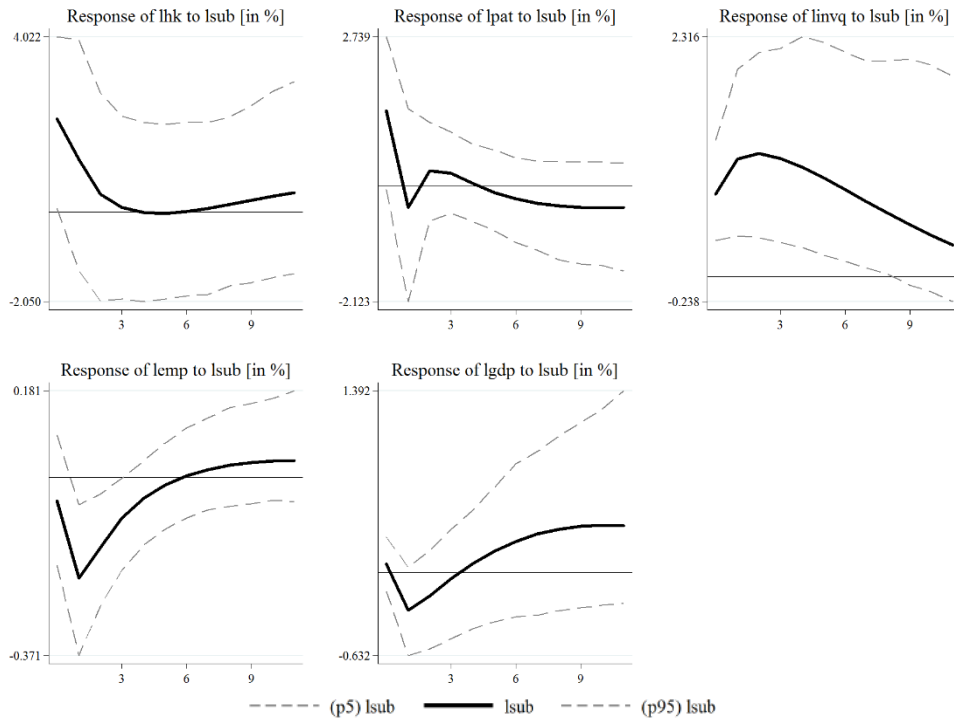 Response of lhk to lsub [in %]
4.022
-2.050
3 6 9
Response of lpat to lsub [in %]
2.739
-2.123
3 6 9
Response of linvq to lsub [in %]
2.316
-0.238
3 6 9
Response of lemp to lsub [in %]
0.181
-0.371
3 6 9
Response of lgdp to lsub [in %]
1.392
-0.632
3 6 9
(p5) lsub lsub (p95) lsub